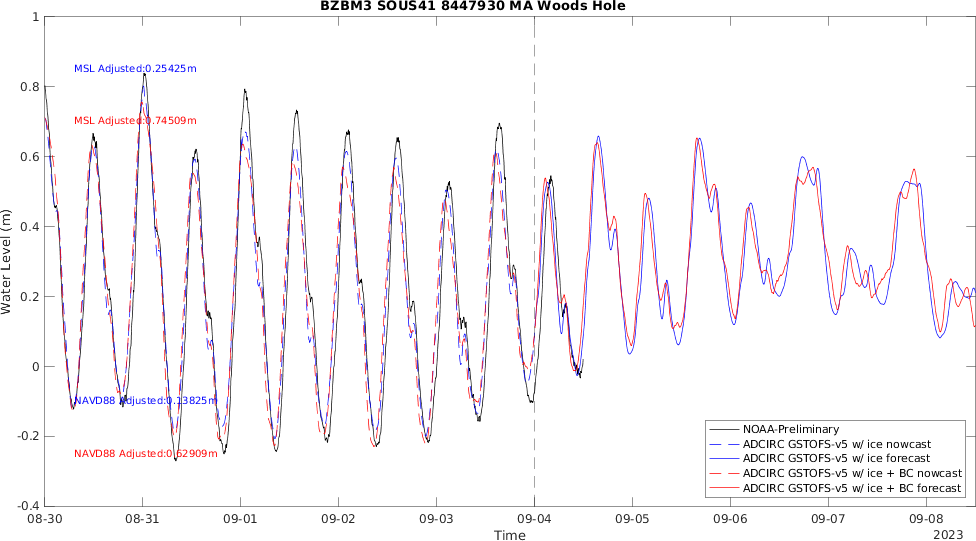 BZBM3 SOUS41 8447930 MA Woods Hole
1
0.8
0.6
0.4
0.2
0
-0.2
-0.4
Water Level (m)
MSL Adjusted:0.25425m
MSL Adjusted:0.74509m
NAVD88 Adjusted:0.13825m
NAVD88 Adjusted:0.62909m
NOAA-Preliminary
ADCIRC GSTOFS-v5 w/ ice nowcast
ADCIRC GSTOFS-v5 w/ ice forecast
ADCIRC GSTOFS-v5 w/ ice + BC nowcast
ADCIRC GSTOFS-v5 w/ ice + BC forecast
08-30 08-31 09-01 09-02 09-03 09-04 09-05 09-06 09-07 09-08
Time
2023